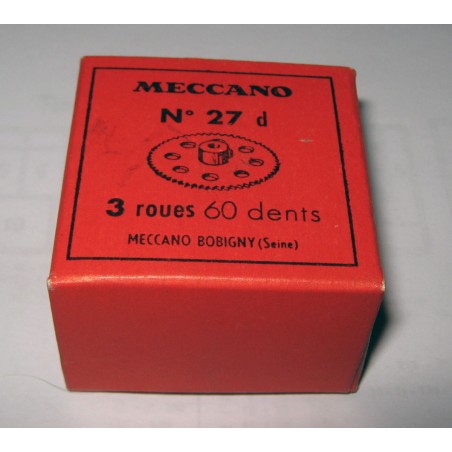 MECCANO
N° 27 d
3 roues 60 dents
MECCANO BOBIGNY (Seine)